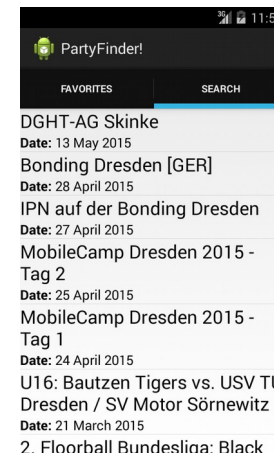 3G 11:5
PartyFinder!
FAVORITES SEARCH
DGHT-AG Skinke
Date: 13 May 2015
Bonding Dresden [GER]
Date: 28 April 2015
IPN auf der Bonding Dresden
Date: 27 April 2015
MobileCamp Dresden 2015 -
Tag 2
Date: 25 April 2015
MobileCamp Dresden 2015 -
Tag 1
Date: 24 April 2015
U16: Bautzen Tigers vs. USV TU
Dresden / SV Motor Sörnewitz
Date: 21 March 2015
2. Floorball Bundesliga: Black